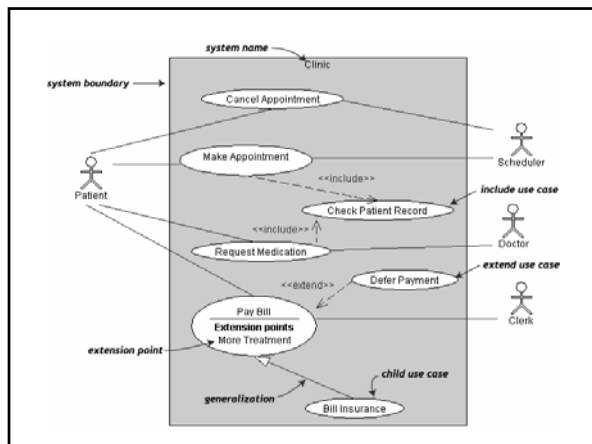 system name
Clinic
system boundary
Cancel Appointment
Make Appointment
Scheduler
<<include>>
Patient
include use case
Check Patient Record
<<include>>
Request Medication
Doctor
extend use case
<<extend>>
Defer Payment
Pay Bill
Clerk
Extension points
More Treatment
extension point
child use case
generalization
Bill Insurance